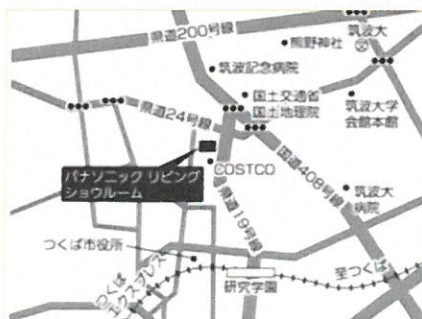 県道200号線
筑波大
熊野神社
筑波記念病院
国土交通省
国土地理院
筑波大学
会館本館
県道24号線
パナソニック リビング
ショウルーム
COSTCO
国道408号線
県道19号線
筑波大
病院
つくば市役所
つくば
エクスプレス
研究学園
至つくば